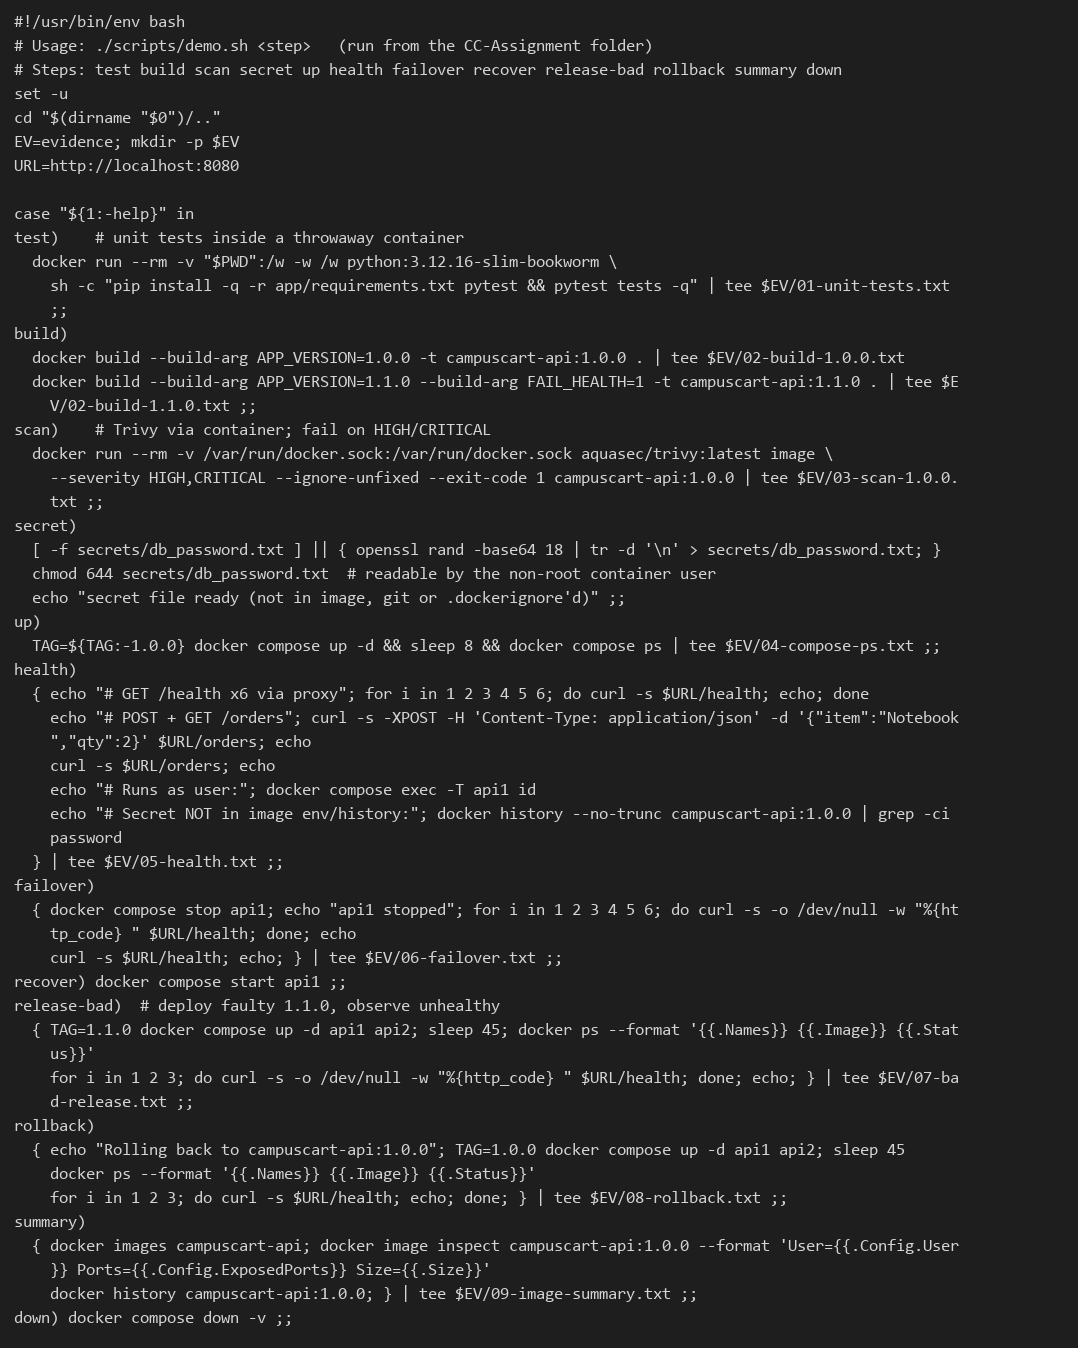 #!/usr/bin/env bash
# Usage: ./scripts/demo.sh <step>   (run from the CC-Assignment folder)
# Steps: test build scan secret up health failover recover release-bad rollback summary down
set -u
cd "$(dirname "$0")/.."
EV=evidence; mkdir -p $EV
URL=http://localhost:8080

case "${1:-help}" in
test)    # unit tests inside a throwaway container
  docker run --rm -v "$PWD":/w -w /w python:3.12.16-slim-bookworm \
    sh -c "pip install -q -r app/requirements.txt pytest && pytest tests -q" | tee $EV/01-unit-tests.txt
    ;;
build)
  docker build --build-arg APP_VERSION=1.0.0 -t campuscart-api:1.0.0 . | tee $EV/02-build-1.0.0.txt
  docker build --build-arg APP_VERSION=1.1.0 --build-arg FAIL_HEALTH=1 -t campuscart-api:1.1.0 . | tee $E
    V/02-build-1.1.0.txt ;;
scan)    # Trivy via container; fail on HIGH/CRITICAL
  docker run --rm -v /var/run/docker.sock:/var/run/docker.sock aquasec/trivy:latest image \
    --severity HIGH,CRITICAL --ignore-unfixed --exit-code 1 campuscart-api:1.0.0 | tee $EV/03-scan-1.0.0.
    txt ;;
secret)
  [ -f secrets/db_password.txt ] || { openssl rand -base64 18 | tr -d '\n' > secrets/db_password.txt; }
  chmod 644 secrets/db_password.txt  # readable by the non-root container user
  echo "secret file ready (not in image, git or .dockerignore'd)" ;;
up)
  TAG=${TAG:-1.0.0} docker compose up -d && sleep 8 && docker compose ps | tee $EV/04-compose-ps.txt ;;
health)
  { echo "# GET /health x6 via proxy"; for i in 1 2 3 4 5 6; do curl -s $URL/health; echo; done
    echo "# POST + GET /orders"; curl -s -XPOST -H 'Content-Type: application/json' -d '{"item":"Notebook
    ","qty":2}' $URL/orders; echo
    curl -s $URL/orders; echo
    echo "# Runs as user:"; docker compose exec -T api1 id
    echo "# Secret NOT in image env/history:"; docker history --no-trunc campuscart-api:1.0.0 | grep -ci
    password
  } | tee $EV/05-health.txt ;;
failover)
  { docker compose stop api1; echo "api1 stopped"; for i in 1 2 3 4 5 6; do curl -s -o /dev/null -w "%{ht
    tp_code} " $URL/health; done; echo
    curl -s $URL/health; echo; } | tee $EV/06-failover.txt ;;
recover) docker compose start api1 ;;
release-bad)  # deploy faulty 1.1.0, observe unhealthy
  { TAG=1.1.0 docker compose up -d api1 api2; sleep 45; docker ps --format '{{.Names}} {{.Image}} {{.Stat
    us}}'
    for i in 1 2 3; do curl -s -o /dev/null -w "%{http_code} " $URL/health; done; echo; } | tee $EV/07-ba
    d-release.txt ;;
rollback)
  { echo "Rolling back to campuscart-api:1.0.0"; TAG=1.0.0 docker compose up -d api1 api2; sleep 45
    docker ps --format '{{.Names}} {{.Image}} {{.Status}}'
    for i in 1 2 3; do curl -s $URL/health; echo; done; } | tee $EV/08-rollback.txt ;;
summary)
  { docker images campuscart-api; docker image inspect campuscart-api:1.0.0 --format 'User={{.Config.User
    }} Ports={{.Config.ExposedPorts}} Size={{.Size}}'
    docker history campuscart-api:1.0.0; } | tee $EV/09-image-summary.txt ;;
down) docker compose down -v ;;